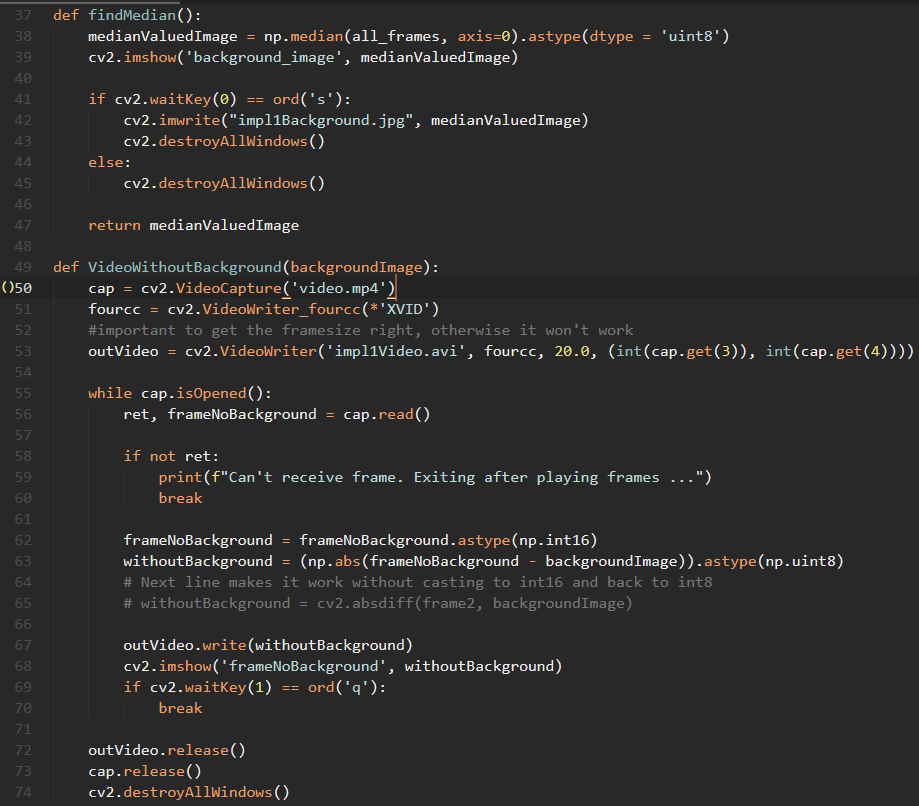 37 def findMedian():
38     medianValuedImage = np.median(all_frames, axis=0).astype(dtype = 'uint8')
39     cv2.imshow('background_image', medianValuedImage)
40
41     if cv2.waitKey(0) == ord('s'):
42         cv2.imwrite("impl1Background.jpg", medianValuedImage)
43         cv2.destroyAllWindows()
44     else:
45         cv2.destroyAllWindows()
46
47     return medianValuedImage
48
49 def VideoWithoutBackground(backgroundImage):
()50     cap = cv2.VideoCapture('video.mp4')
51     fourcc = cv2.VideoWriter_fourcc(*'XVID')
52     #important to get the framesize right, otherwise it won't work
53     outVideo = cv2.VideoWriter('impl1Video.avi', fourcc, 20.0, (int(cap.get(3)), int(cap.get(4))))
54
55     while cap.isOpened():
56         ret, frameNoBackground = cap.read()
57
58         if not ret:
59             print(f"Can't receive frame. Exiting after playing frames ...")
60             break
61
62         frameNoBackground = frameNoBackground.astype(np.int16)
63         withoutBackground = (np.abs(frameNoBackground - backgroundImage)).astype(np.uint8)
64         # Next line makes it work without casting to int16 and back to int8
65         # withoutBackground = cv2.absdiff(frame2, backgroundImage)
66
67         outVideo.write(withoutBackground)
68         cv2.imshow('frameNoBackground', withoutBackground)
69         if cv2.waitKey(1) == ord('q'):
70             break
71
72     outVideo.release()
73     cap.release()
74     cv2.destroyAllWindows()